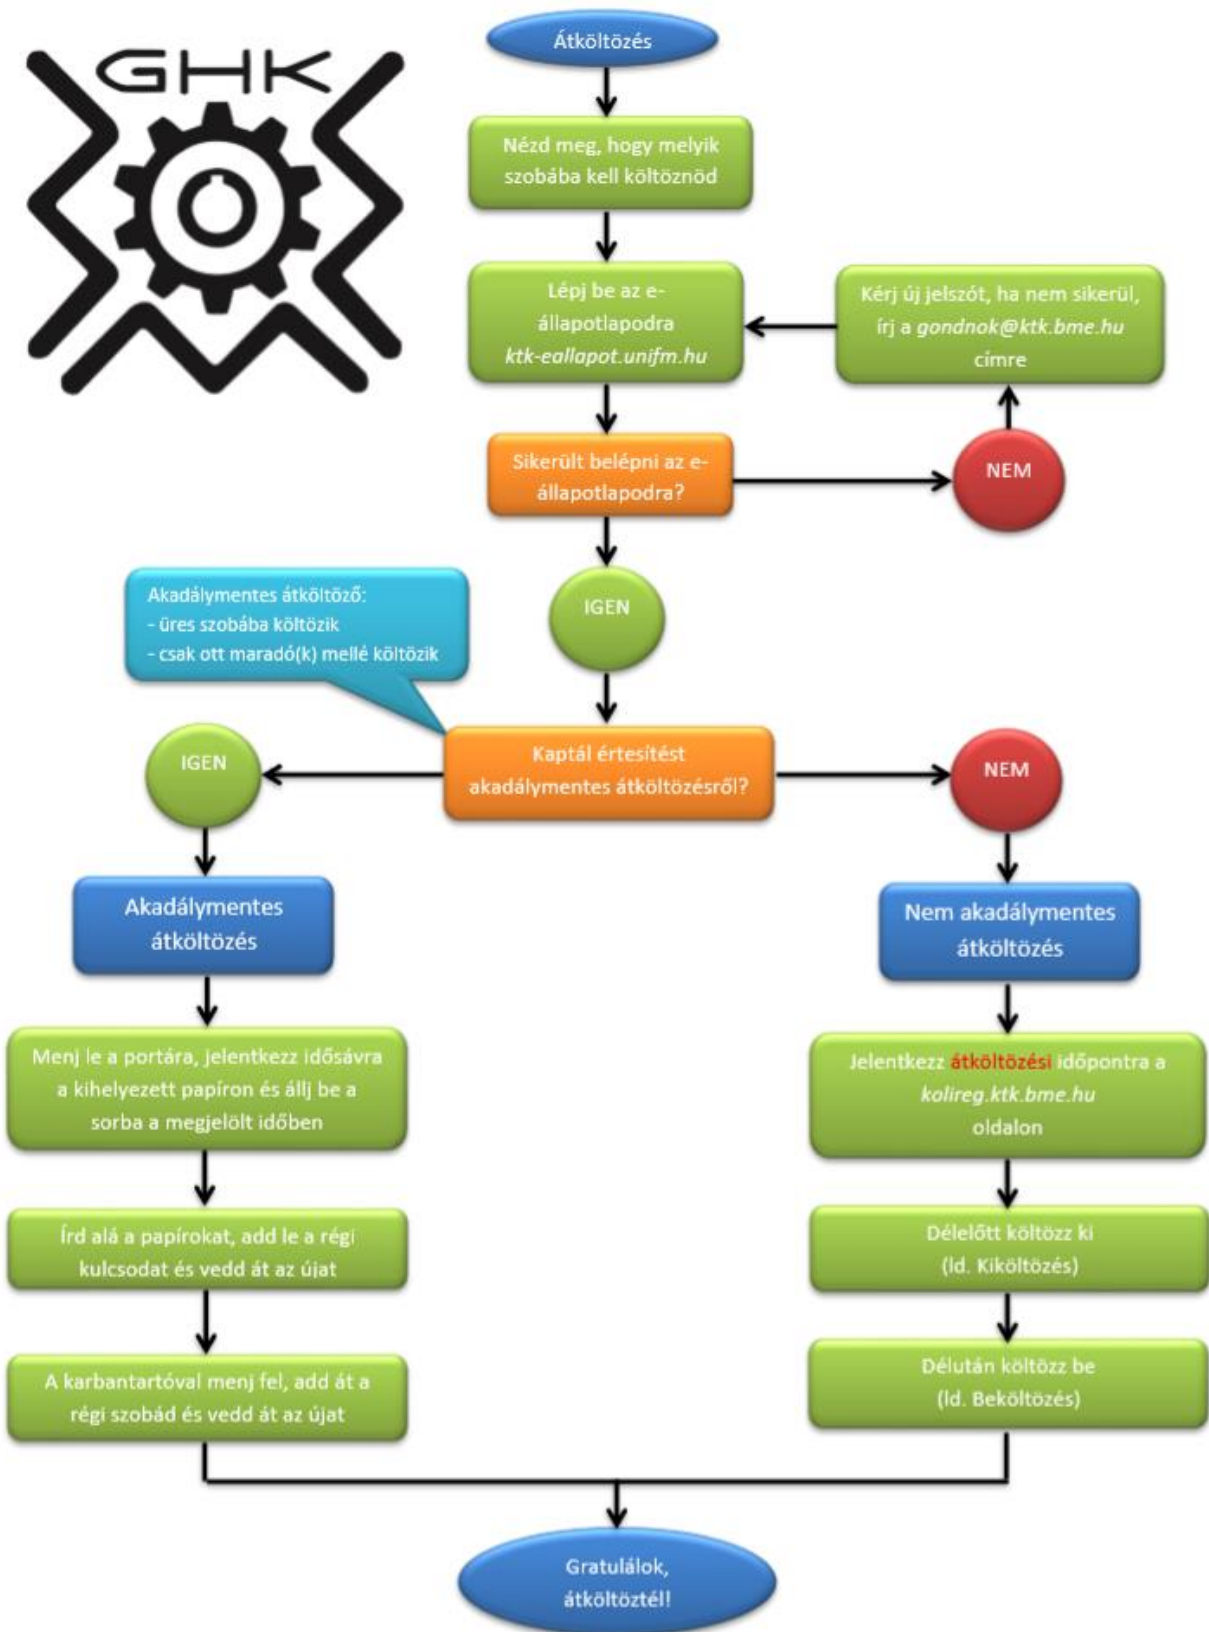 GHK
Átköltözés
Nézd meg, hogy melyik
szobába kell költöznöd
Lépj be az e-
állapotlapodra
ktk-eallapot.unifm.hu
Kérj új jelszót, ha nem sikerül,
írj a gondnok@ktk.bme.hu
címre
Sikerült belépni az e-
állapotlapodra?
NEM
IGEN
Akadálymentes átköltöző:
- üres szobába költözik
- csak ott maradó(k) mellé költözik
Kaptál értesítést
akadálymentes átköltözésről?
IGEN
NEM
Akadálymentes
átköltözés
Nem akadálymentes
átköltözés
Menj le a portára, jelentkezz idősávra
a kihelyezett papíron és állj be a
sorba a megjelölt időben
Jelentkezz átköltözési időpontra a
kolireg.ktk.bme.hu
oldalon
Írd alá a papírokat, add le a régi
kulcsodat és vedd át az újat
Délelőtt költözz ki
(ld. Kiköltözés)
A karbantartóval menj fel, add át a
régi szobád és vedd át az újat
Délután költözz be
(ld. Beköltözés)
Gratulálok,
átköltöztél!